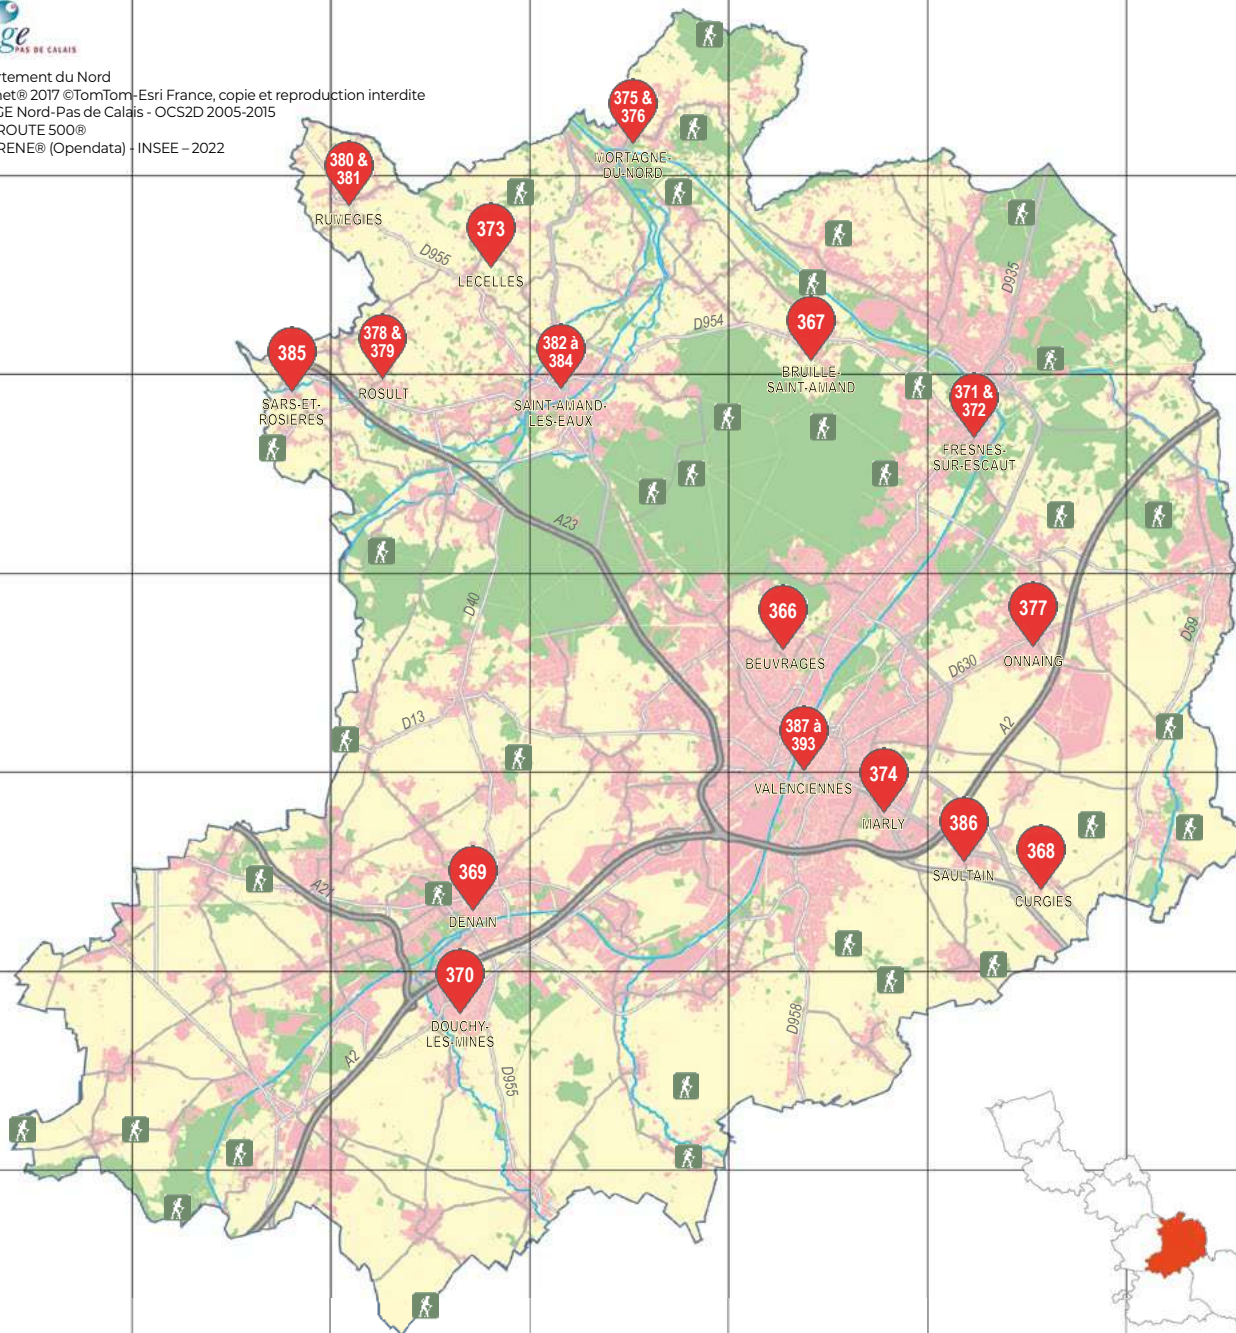 ge
PAS DE CALAIS
rtement du Nord
net® 2017 ©TomTom-Esri France, copie et reproduction interdite
GE Nord-Pas de Calais - OCS2D 2005-2015
ROUTE 500®
RENE® (Opendata) - INSEE – 2022
375 &
376
MORTAGNE-
DU-NORD
380 &
381
RUMEGIES
373
LECELLES
D955
D935
367
BRUILLE-
SAINT-AMAND
D954
385
SARS-ET-
ROSIERES
378 &
379
ROSULT
382 à
384
SAINT-AMAND-
LES-EAUX
371 &
372
FRESNES-
SUR-ESCAUT
A23
D40
366
BEUVRAGES
377
ONNAING
D59
D630
D13
387 à
393
VALENCIENNES
A2
374
MARLY
386
SAULTAIN
368
CURGIES
369
DENAIN
A21
370
DOUCHY-
LES-MINES
A2
D955
D958